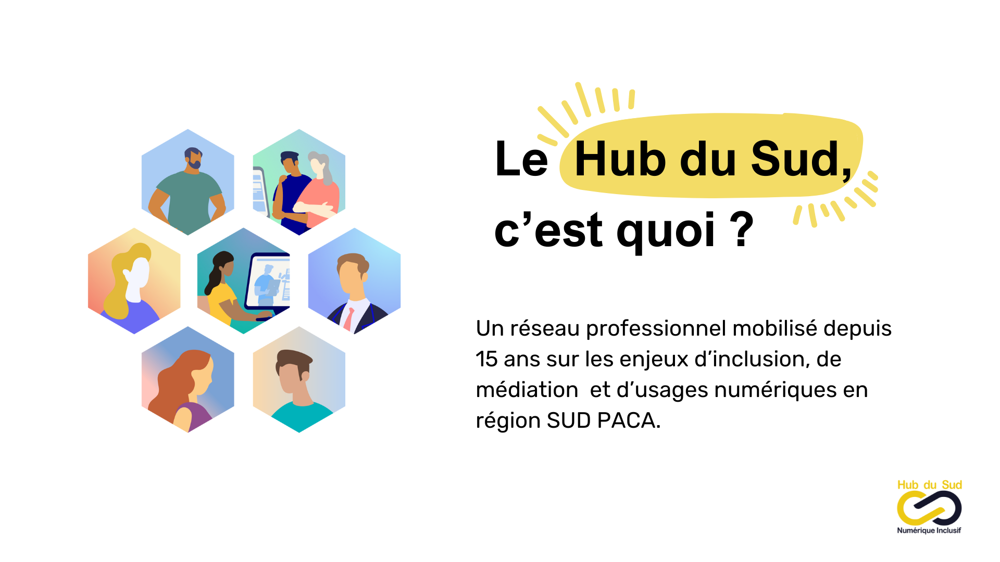 Le Hub du Sud,
c’est quoi ?
Un réseau professionnel mobilisé depuis
15 ans sur les enjeux d’inclusion, de
médiation  et d’usages numériques en
région SUD PACA.
Hub du Sud
Numérique Inclusif